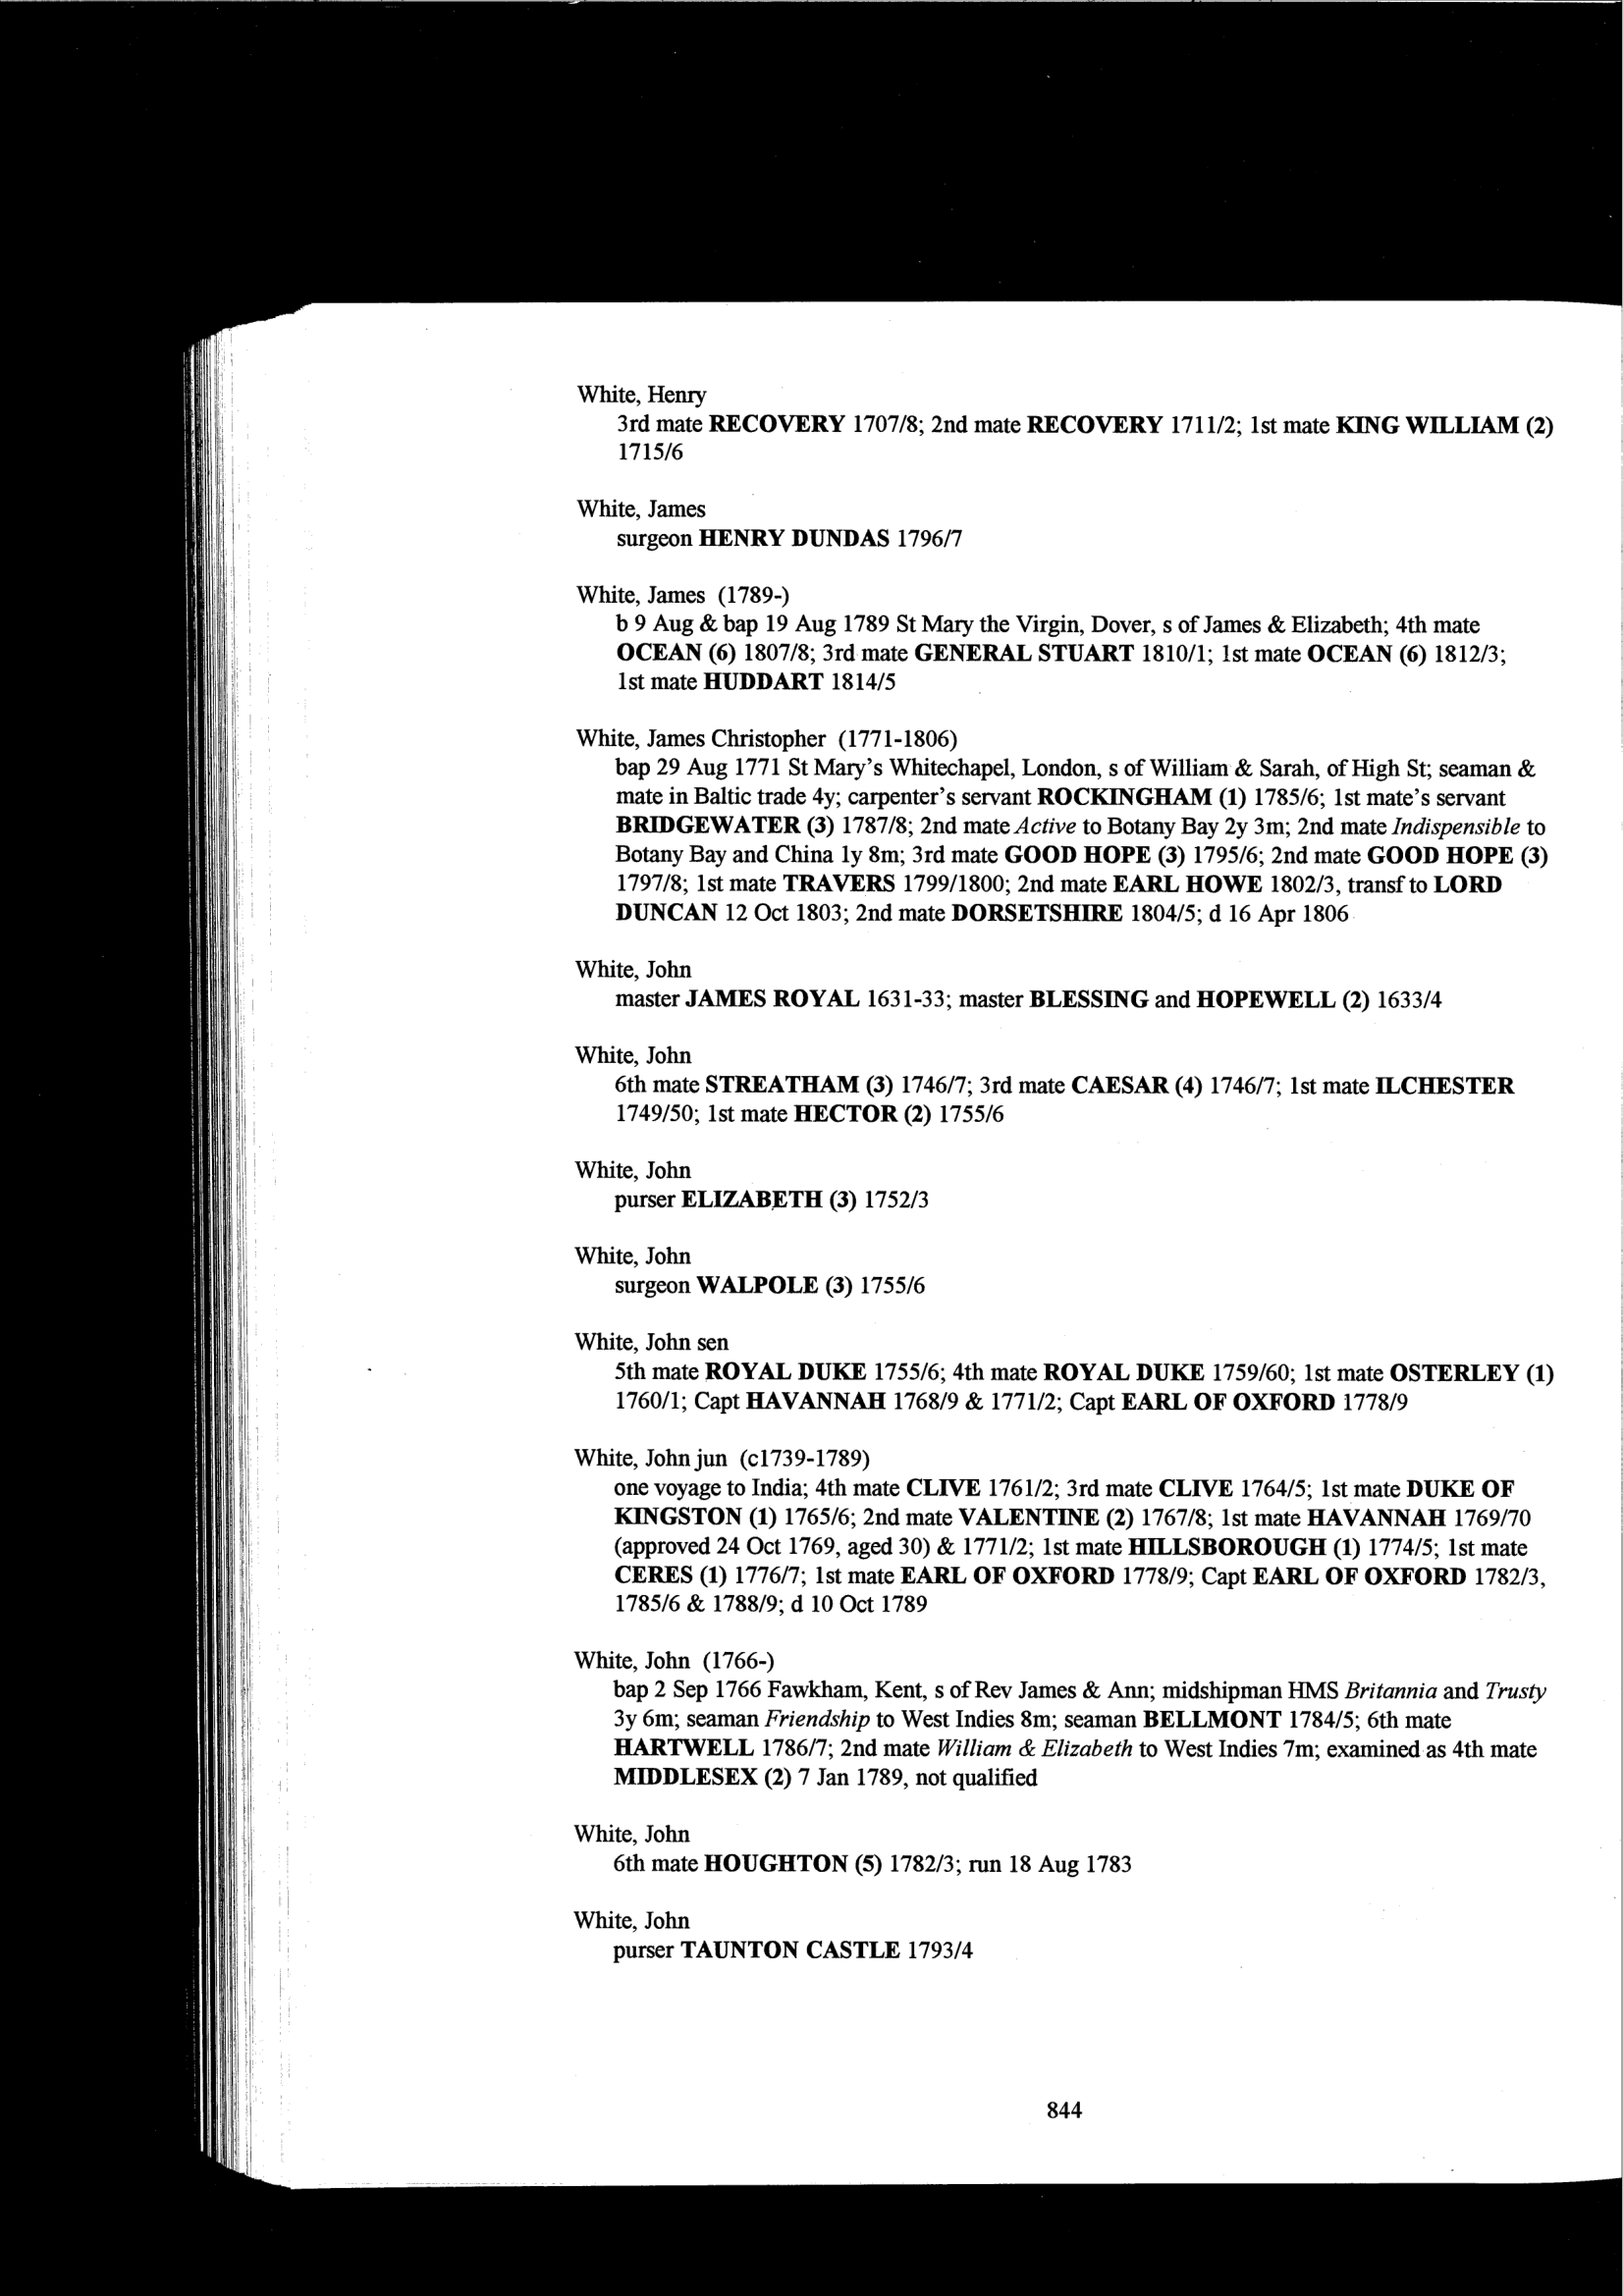 White, Henry
3rd mate RECOVERY 1707/8; 2nd mate RECOVERY 1711/2; 1st mate KING WILLIAM (2)
1715/6
White, James
surgeon HENRY DUNDAS 1796/7
White, James (1789-)
b 9 Aug & bap 19 Aug 1789 St Mary the Virgin, Dover, s of James & Elizabeth; 4th mate
OCEAN (6) 1807/8; 3rd mate GENERAL STUART 1810/1; 1st mate OCEAN (6) 1812/3;
1st mate HUDDART 1814/5
White, James Christopher (1771-1806)
bap 29 Aug 1771 St Mary's Whitechapel, London, s of William & Sarah, of High St; seaman &
mate in Baltic trade 4y; carpenter's servant ROCKINGHAM (1) 1785/6; 1st mate's servant
BRIDGEWATER (3) 1787/8; 2nd mate Active to Botany Bay 2y 3m; 2nd mate Indispensible to
Botany Bay and China 1y 8m; 3rd mate GOOD HOPE (3) 1795/6; 2nd mate GOOD HOPE (3)
1797/8; 1st mate TRAVERS 1799/1800; 2nd mate EARL HOWE 1802/3, transf to LORD
DUNCAN 12 Oct 1803; 2nd mate DORSETSHIRE 1804/5; d 16 Apr 1806
White, John
master JAMES ROYAL 1631-33; master BLESSING and HOPEWELL (2) 1633/4
White, John
6th mate STREATHAM (3) 1746/7; 3rd mate CAESAR (4) 1746/7; 1st mate ILCHESTER
1749/50; 1st mate HECTOR (2) 1755/6
White, John
purser ELIZABETH (3) 1752/3
White, John
surgeon WALPOLE (3) 1755/6
White, John sen
5th mate ROYAL DUKE 1755/6; 4th mate ROYAL DUKE 1759/60; 1st mate OSTERLEY (1)
1760/1; Capt HAVANNAH 1768/9 & 1771/2; Capt EARL OF OXFORD 1778/9
White, John jun (c1739-1789)
one voyage to India; 4th mate CLIVE 1761/2; 3rd mate CLIVE 1764/5; 1st mate DUKE OF
KINGSTON (1) 1765/6; 2nd mate VALENTINE (2) 1767/8; 1st mate HAVANNAH 1769/70
(approved 24 Oct 1769, aged 30) & 1771/2; 1st mate HILLSBOROUGH (1) 1774/5; 1st mate
CERES (1) 1776/7; 1st mate EARL OF OXFORD 1778/9; Capt EARL OF OXFORD 1782/3,
1785/6 & 1788/9; d 10 Oct 1789
White, John (1766-)
bap 2 Sep 1766 Fawkham, Kent, s of Rev James & Ann; midshipman HMS Britannia and Trusty
3y 6m; seaman Friendship to West Indies 8m; seaman BELLMONT 1784/5; 6th mate
HARTWELL 1786/7; 2nd mate William & Elizabeth to West Indies 7m; examined as 4th mate
MIDDLESEX (2) 7 Jan 1789, not qualified
White, John
6th mate HOUGHTON (5) 1782/3; run 18 Aug 1783
White, John
purser TAUNTON CASTLE 1793/4
844